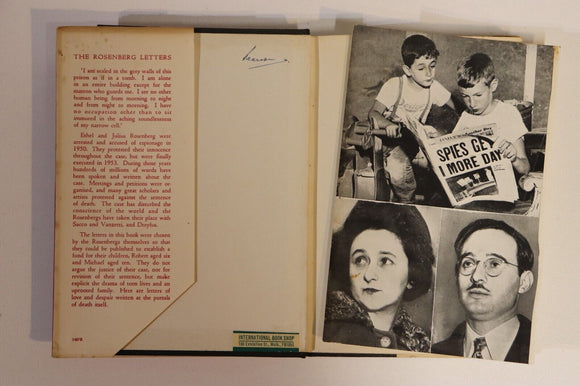 THE ROSENBERG LETTERS
'I am sealed in the grey walls of this
prison as if in a tomb. I am alone
in an entire building except for the
matron who guards me. I see no other
human being from morning to night
and from night to morning. I have
no occupation other than to sit
immured in the aching soundlessness
of my narrow cell.'
Ethel and Julius Rosenberg were
arrested and accused of espionage in
1950. They protested their innocence
throughout the case, but were finally
executed in 1953. During these years
hundreds of millions of words have
been spoken and written about the
case. Meetings and petitions were or-
ganised, and many great scholars and
artists protested against the sentence
of death. The case has disturbed the
conscience of the world and the
Rosenbergs have taken their place with
Sacco and Vanzetti, and Dreyfus.
The letters in this book were chosen by
the Rosenbergs themselves so that they
could be published to establish a
fund for their children, Robert aged six
and Michael aged ten. They do not
argue the justice of their case, not for
revision of their sentence, but make
explicit the drama of torn lives and an
uprooted family. Here are letters of
love and despair written at the portals
of death itself.
INTERNATIONAL BOOK SHOP
SPIES GET
1 MORE DAY